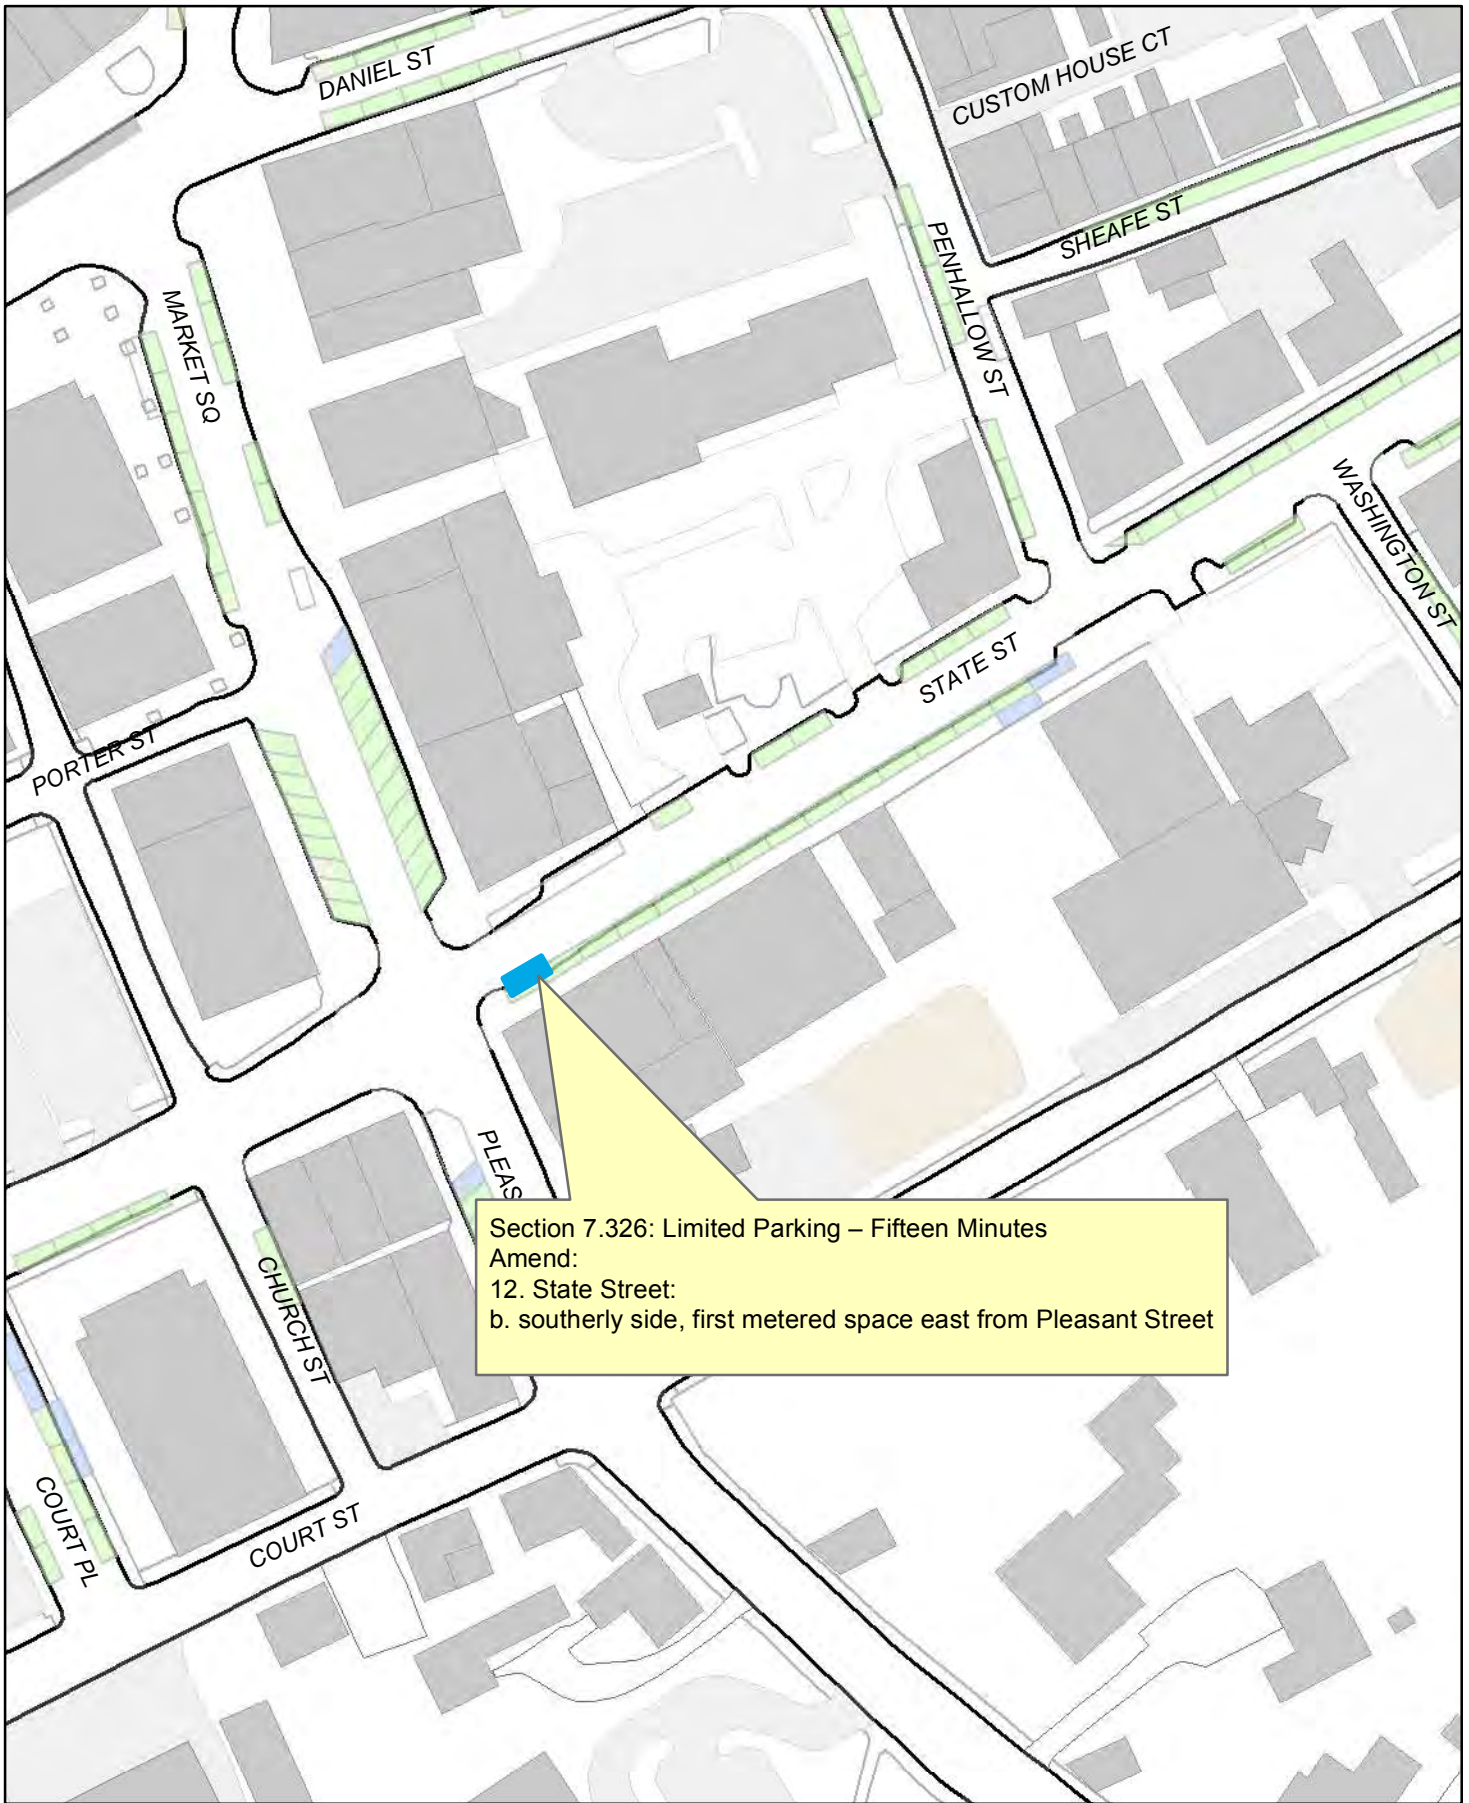 DANIEL ST
CUSTOM HOUSE CT
SHEAFE ST
PENHALLOW ST
MARKET SQ
WASHINGTON ST
STATE ST
PORTER ST
PLEAS
Section 7.326: Limited Parking – Fifteen Minutes
Amend:
12. State Street:
b. southerly side, first metered space east from Pleasant Street
CHURCH ST
COURT PL
COURT ST